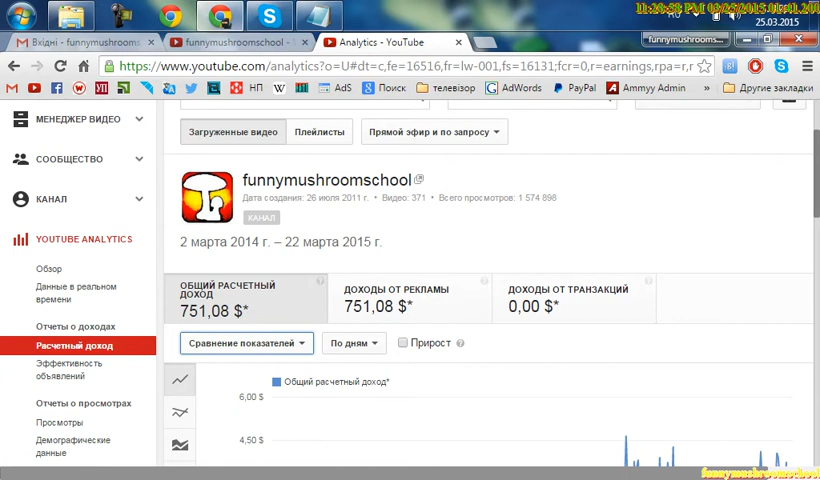 RU
25.03.2015
Вхідні - funnymushrooms
funnymushroomschool -
Analytics - YouTube
funnymushrooms...
https://www.youtube.com/analytics?o=U#dt=c,fe=16516,fr=lw-001,fs=16131;fcr=0,r=earnings,rpa=r,r
УП
НП
AdS
Поиск
телевізор
AdWords
PayPal
Ammyy Admin
»
Другие закладки
МЕНЕДЖЕР ВИДЕО
СООБЩЕСТВО
КАНАЛ
YOUTUBE ANALYTICS
Обзор
Данные в реальном
времени
Отчеты о доходах
Расчетный доход
Эффективность
объявлений
Отчеты о просмотрах
Просмотры
Демографические
данные
Загруженные видео
Плейлисты
Прямой эфир и по запросу
funnymushroomschool
Дата создания: 26 июля 2011 г. • Видео: 371 • Всего просмотров: 1 574 898
КАНАЛ
2 марта 2014 г. – 22 марта 2015 г.
ОБЩИЙ РАСЧЕТНЫЙ
ДОХОД
751,08 $*
ДОХОДЫ ОТ РЕКЛАМЫ
751,08 $*
ДОХОДЫ ОТ ТРАНЗАКЦИЙ
0,00 $*
Сравнение показателей
По дням
Прирост
Общий расчетный доход*
6,00 $
4,50 $
funnymushroomschool